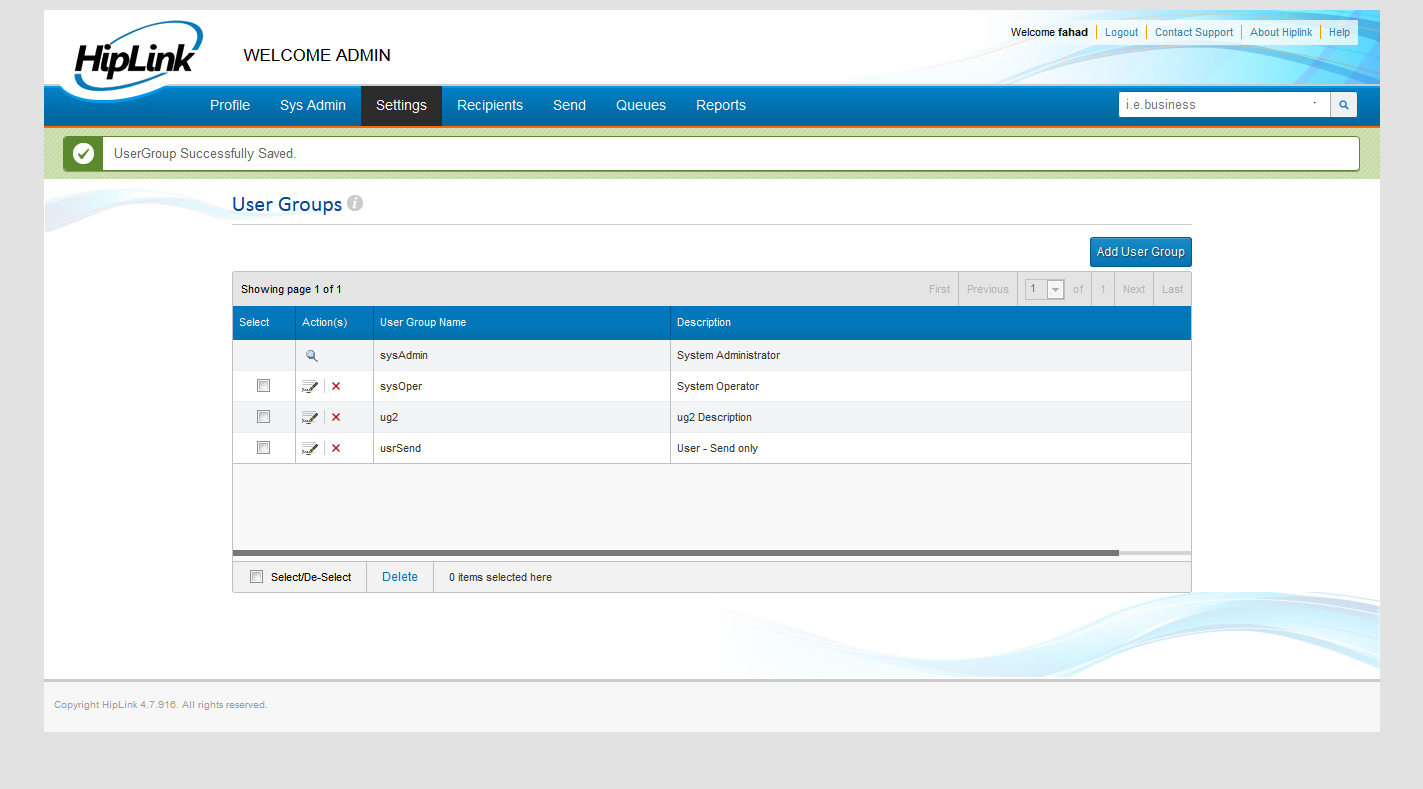 Welcome fahad Logout Contact Support About Hiplink Help
HipLink
WELCOME ADMIN
Profile Sys Admin Settings Recipients Send Queues Reports i.e.business
UserGroup Successfully Saved.
User Groups
Add User Group
Showing page 1 of 1 First Previous 1 of 1 Next Last
Select Action(s) User Group Name Description
sysAdmin System Administrator
sysOper System Operator
ug2 ug2 Description
usrSend User - Send only
Select/De-Select Delete 0 items selected here
Copyright HipLink 4.7.916. All rights reserved.